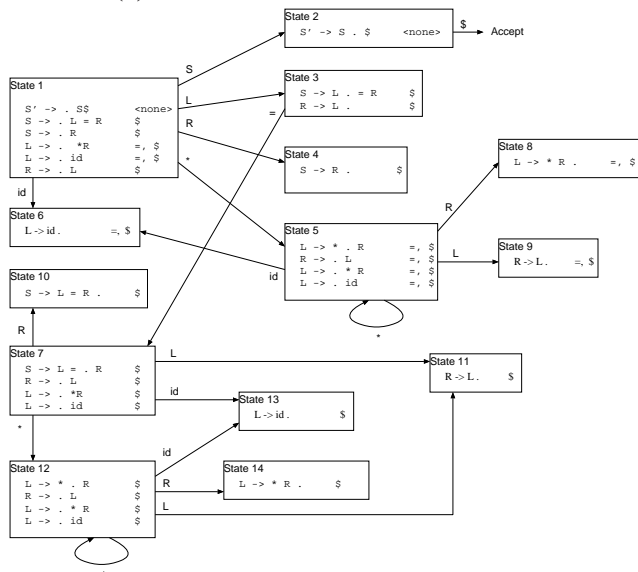 State 2
S' -> S . $ <none>
$
Accept
State 1
S' -> . S$ <none>
S -> . L = R $
S -> . R $
L -> . *R =, $
L -> . id =, $
R -> . L $
S
L
R
*
id
State 3
S -> L . = R $
R -> L . $
=
State 4
S -> R . $
State 8
L -> * R . =, $
State 6
L -> id . =, $
State 5
L -> * . R =, $
R -> . L =, $
L -> . * R =, $
L -> . id =, $
R
L
id
*
State 9
R -> L . =, $
State 10
S -> L = R . $
R
State 7
S -> L = . R $
R -> . L $
L -> . *R $
L -> . id $
L
id
*
State 11
R -> L . $
State 13
L -> id . $
State 12
L -> * . R $
R -> . L $
L -> . * R $
L -> . id $
id
R
L
State 14
L -> * R . $